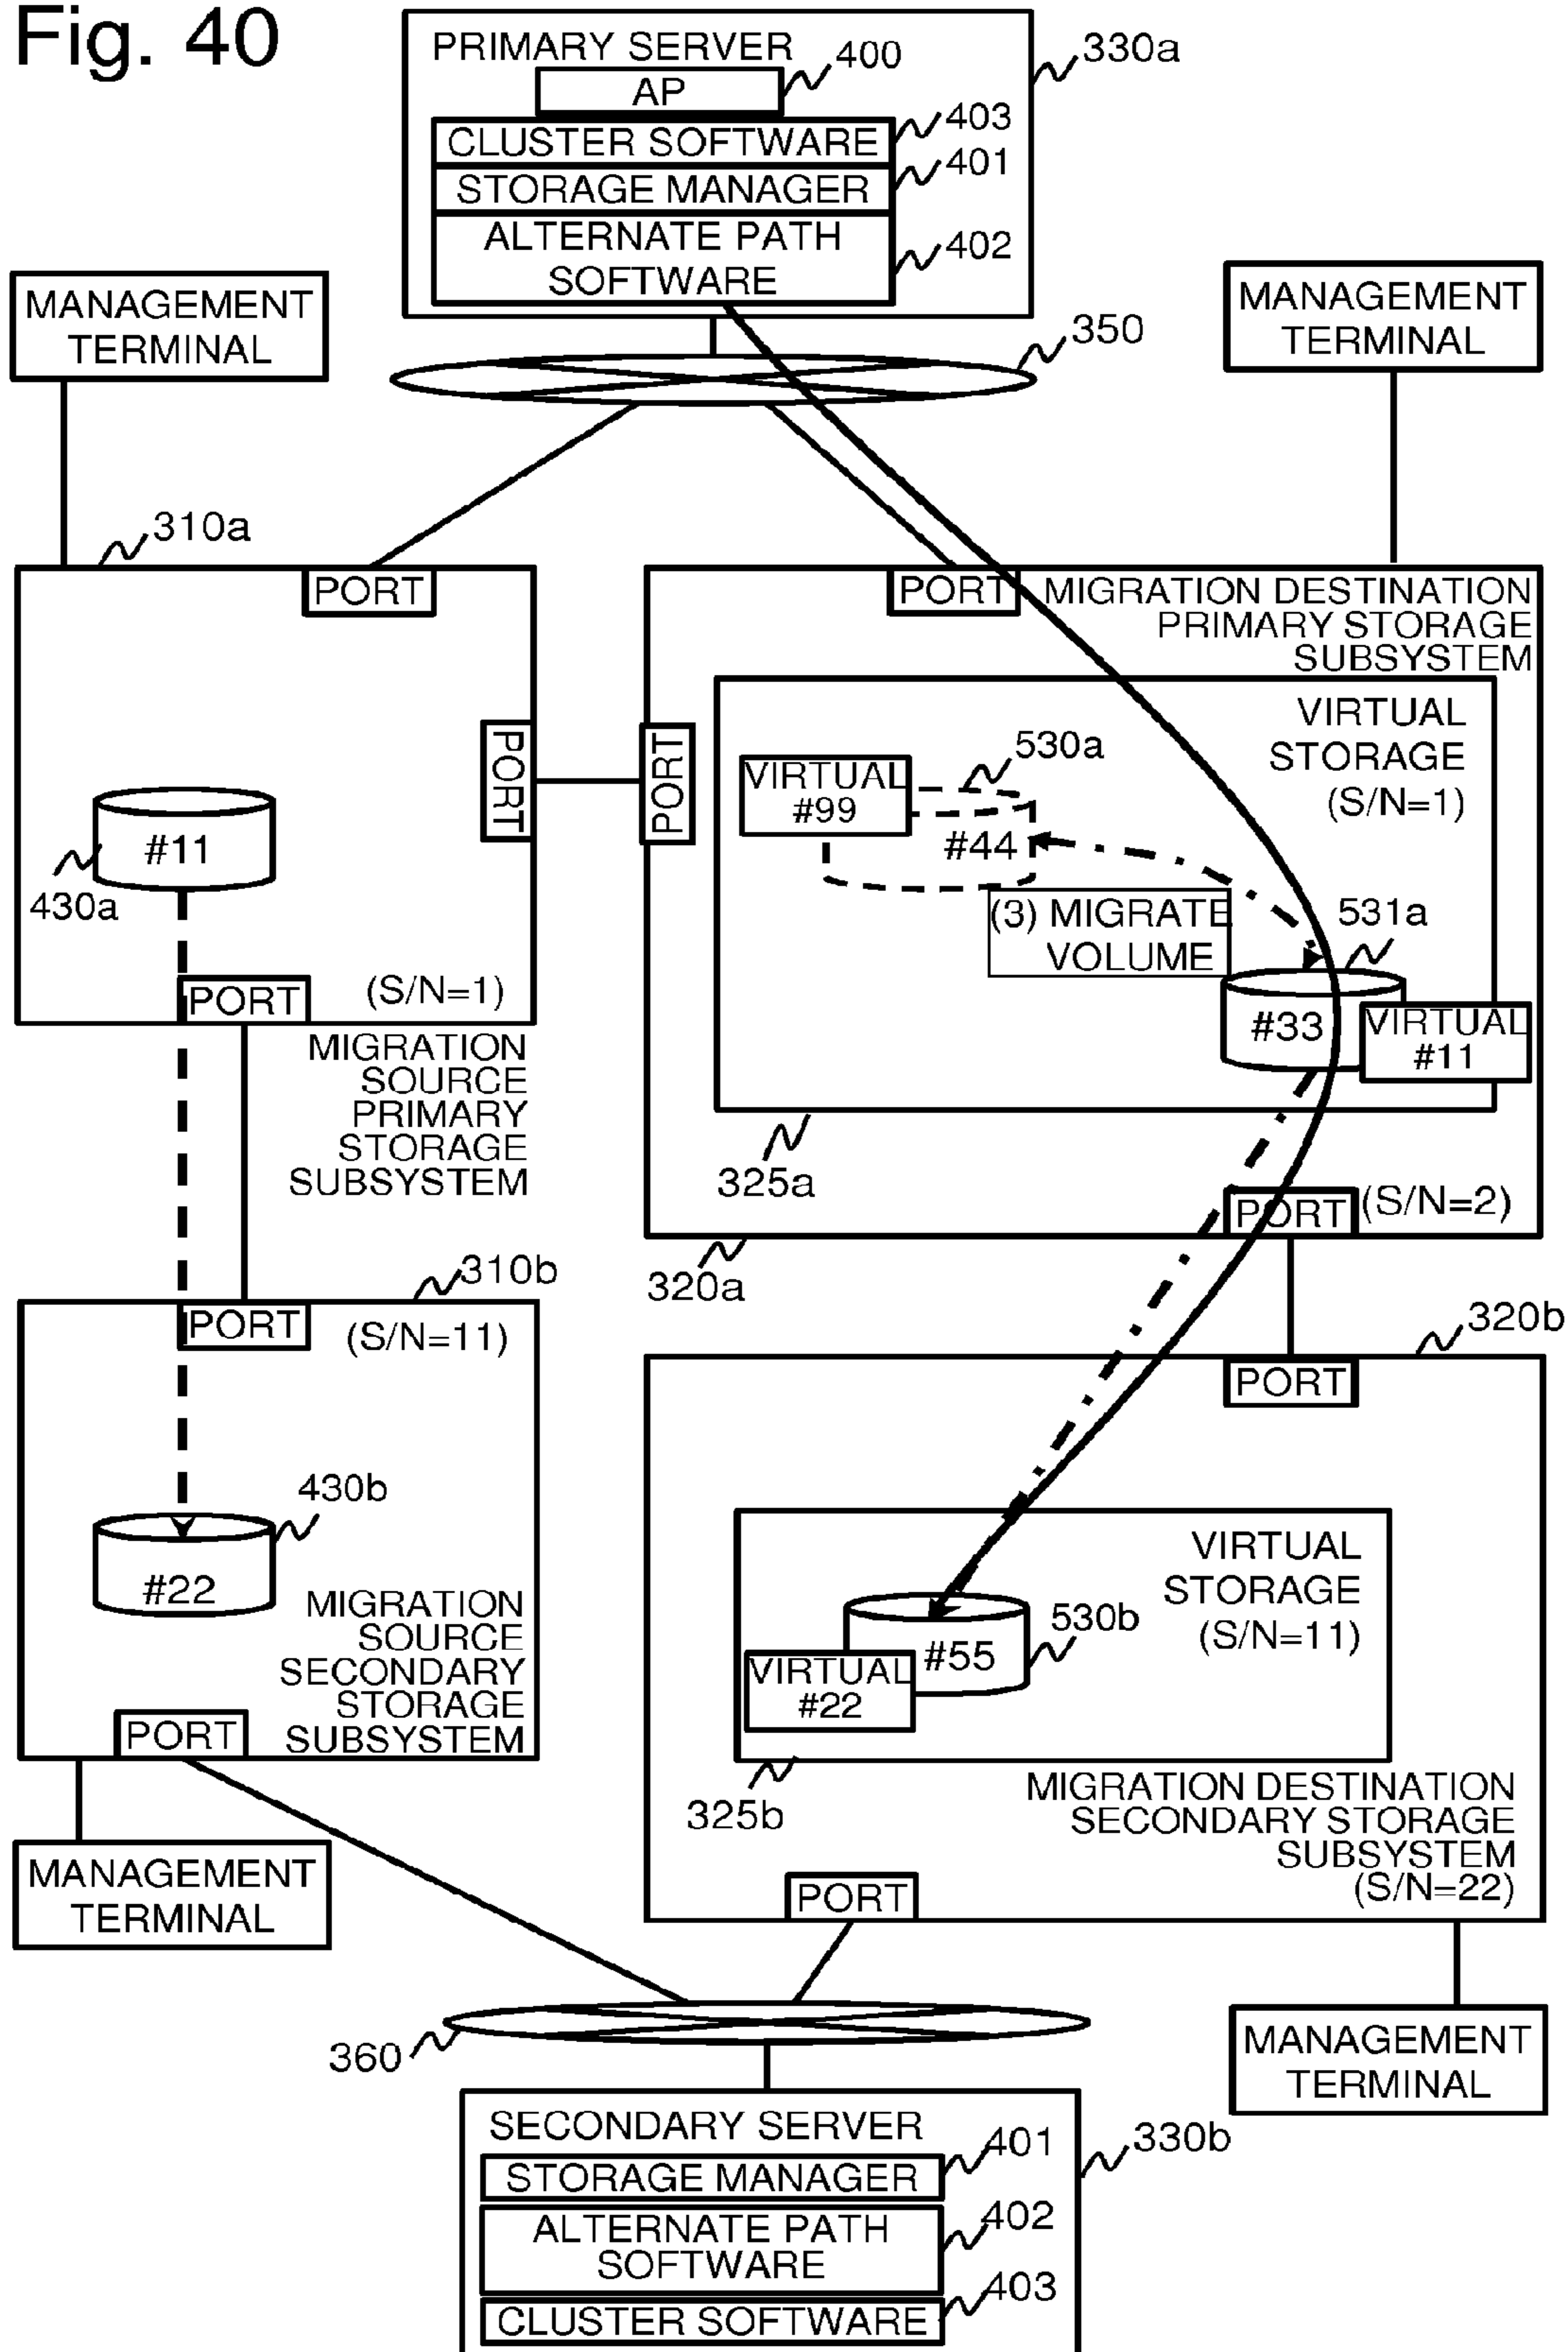 Fig. 40
PRIMARY SERVER
400
330a
AP
403
CLUSTER SOFTWARE
401
STORAGE MANAGER
ALTERNATE PATH
SOFTWARE
402
MANAGEMENT
TERMINAL
MANAGEMENT
TERMINAL
350
310a
PORT
PORT
MIGRATION DESTINATION
PRIMARY STORAGE
SUBSYSTEM
VIRTUAL
STORAGE
(S/N=1)
PORT
PORT
530a
VIRTUAL
#99
#44
#11
430a
(3) MIGRATE
VOLUME
531a
PORT
(S/N=1)
#33
VIRTUAL
#11
MIGRATION
SOURCE
PRIMARY
STORAGE
SUBSYSTEM
325a
PORT
(S/N=2)
320a
310b
PORT
(S/N=11)
320b
PORT
430b
#22
MIGRATION
SOURCE
SECONDARY
STORAGE
SUBSYSTEM
PORT
VIRTUAL
STORAGE
(S/N=11)
530b
#55
VIRTUAL
#22
325b
MIGRATION DESTINATION
SECONDARY STORAGE
SUBSYSTEM
(S/N=22)
PORT
MANAGEMENT
TERMINAL
360
MANAGEMENT
TERMINAL
SECONDARY SERVER
401
330b
STORAGE MANAGER
402
ALTERNATE PATH
SOFTWARE
403
CLUSTER SOFTWARE